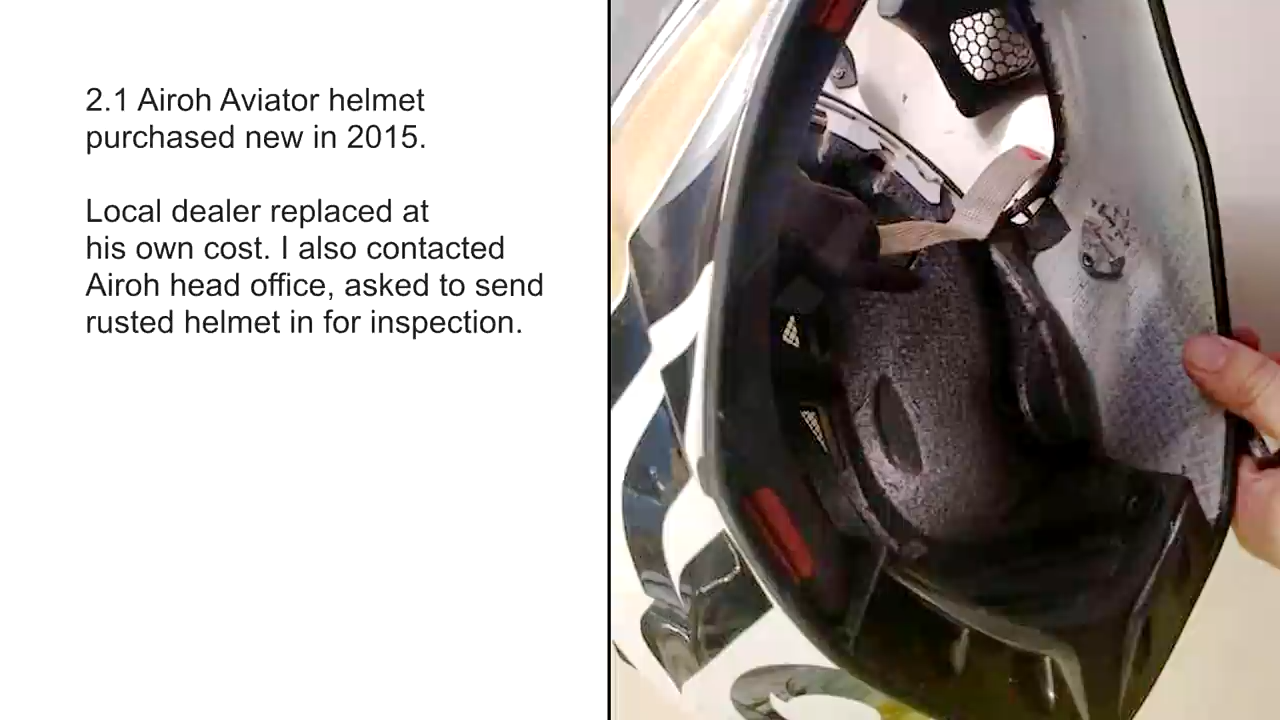 2.1 Airoh Aviator helmet
purchased new in 2015.
Local dealer replaced at
his own cost. I also contacted
Airoh head office, asked to send
rusted helmet in for inspection.